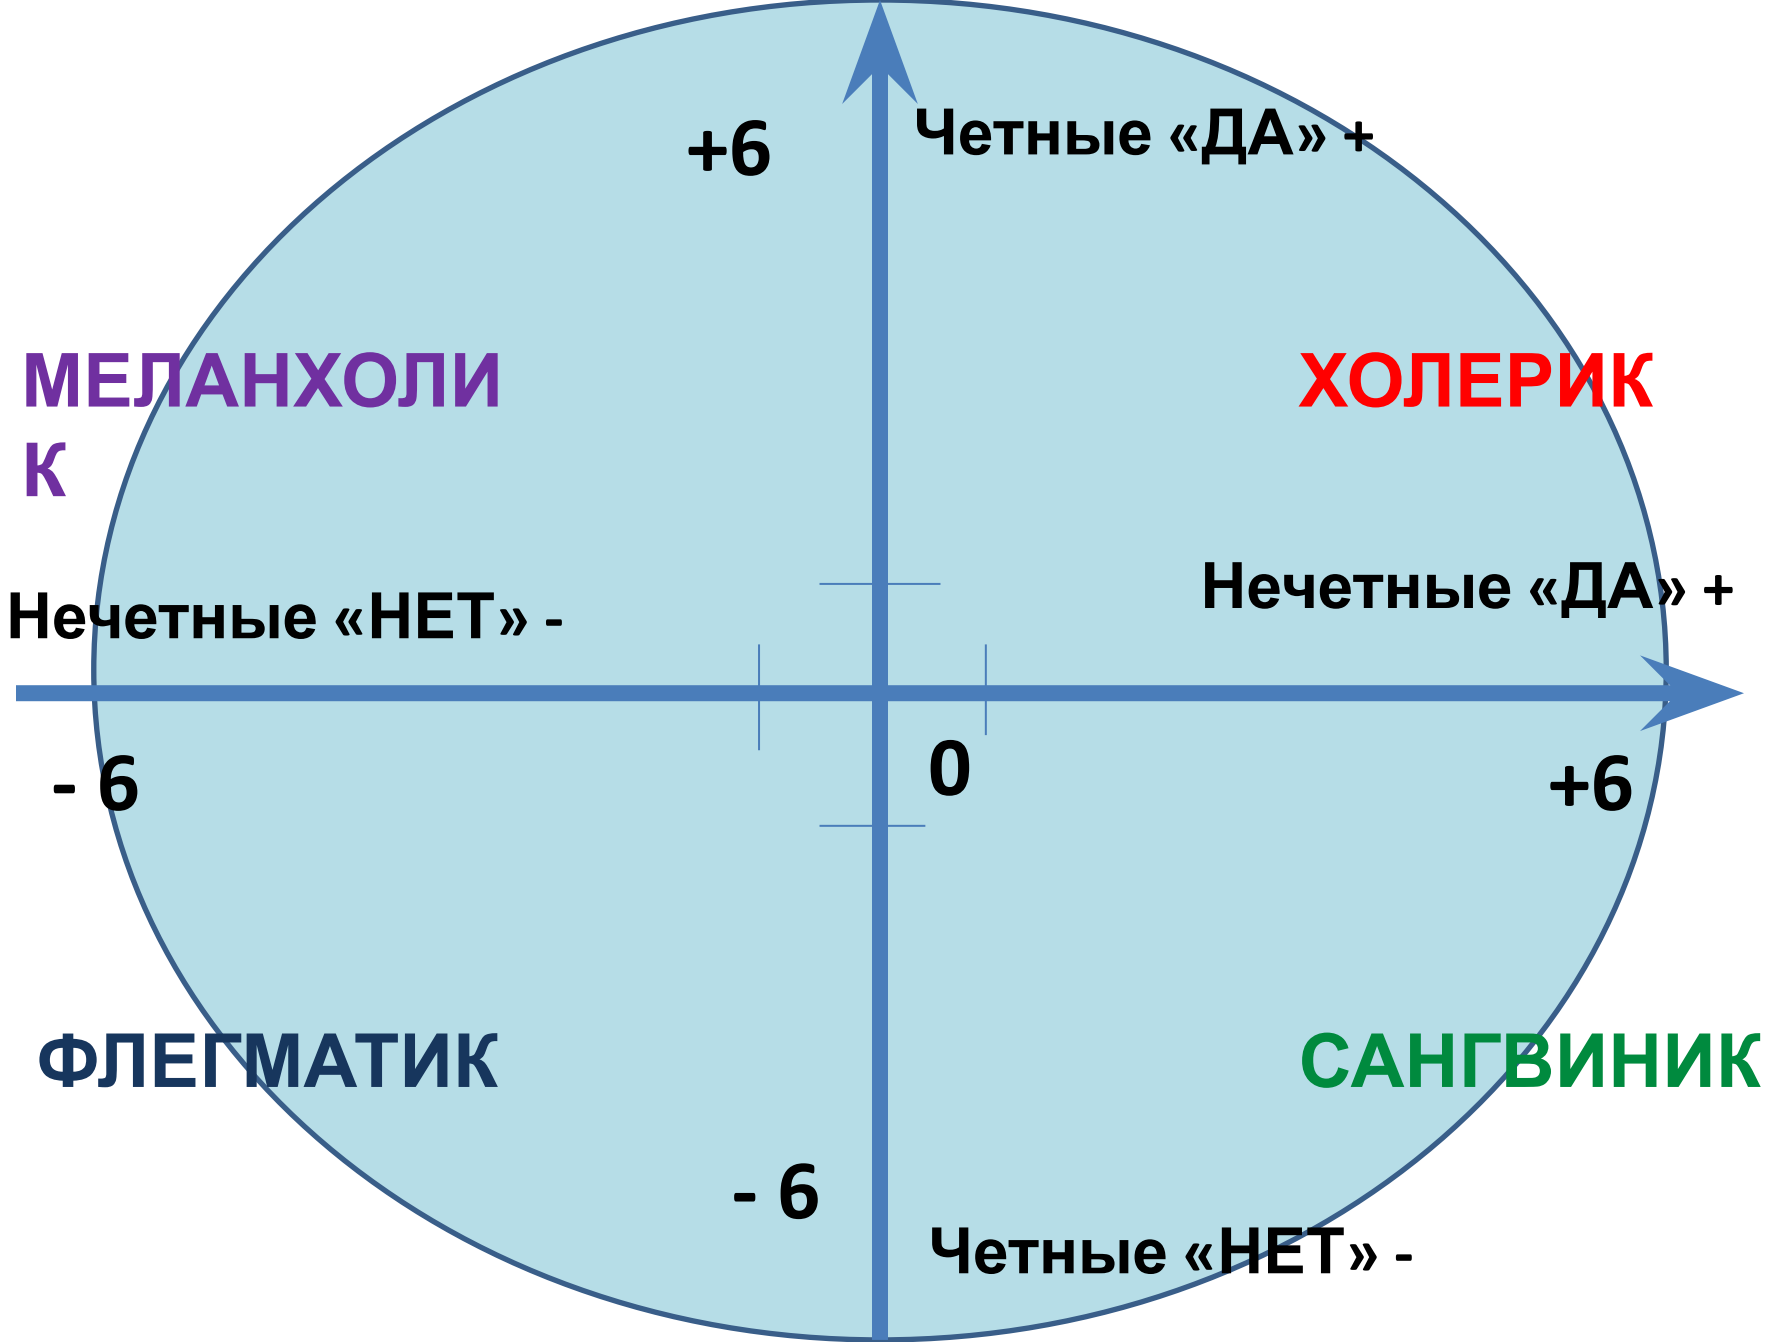 +6
Четные «ДА» +
МЕЛАНХОЛИ
К
ХОЛЕРИК
Нечетные «НЕТ» -
Нечетные «ДА» +
- 6
0
+6
ФЛЕГМАТИК
САНГВИНИК
- 6
Четные «НЕТ» -